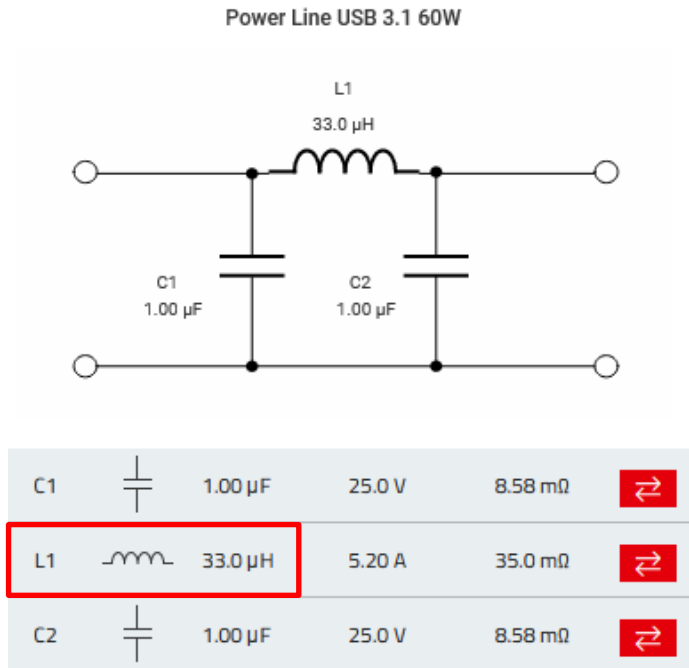 Power Line USB 3.1 60W
L1
33.0 µH
C1
1.00 µF
C2
1.00 µF
C1 1.00 µF 25.0 V 8.58 mΩ
L1 33.0 µH 5.20 A 35.0 mΩ
C2 1.00 µF 25.0 V 8.58 mΩ